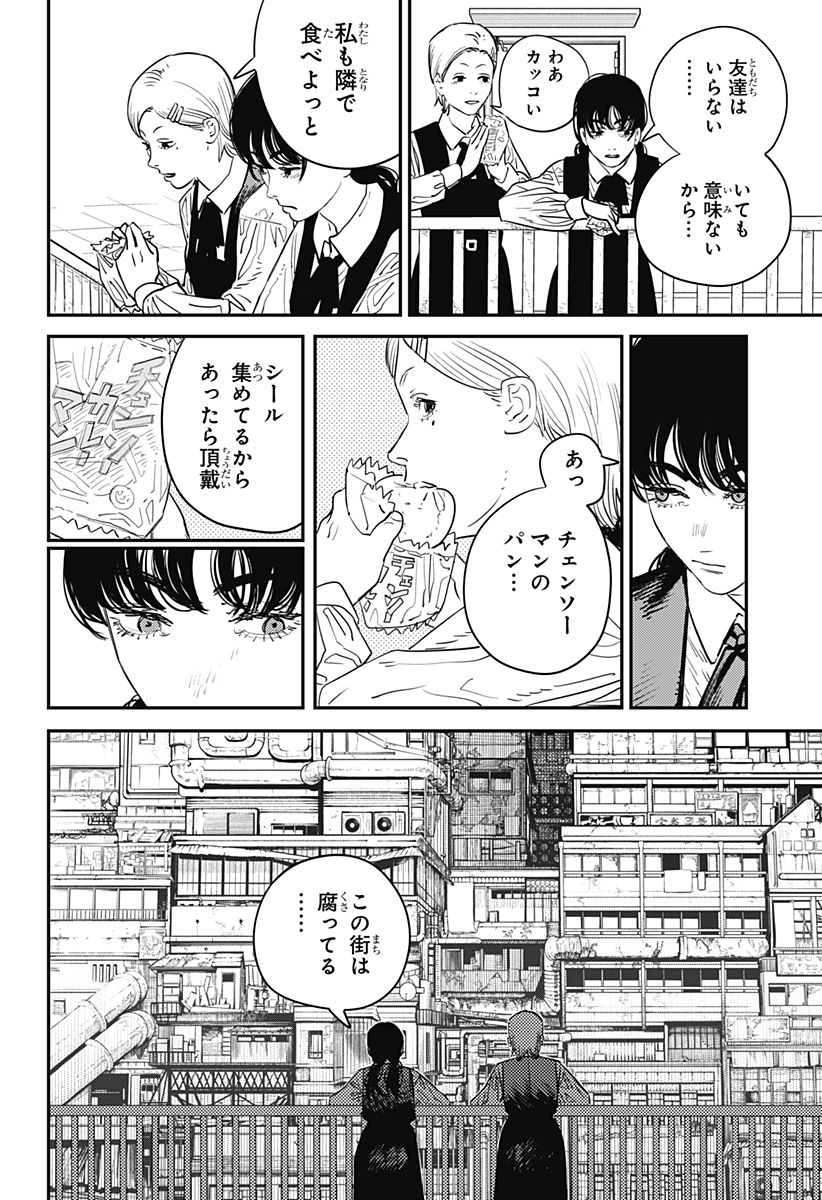 友達は
いらない
……
いても
意味ない
から…
わあ
カッコい
私も隣で
食べよっと
あっ
チェンソー
マンの
パン…
チェン
シール
集めてるから
あったら頂戴
チェン
この街は
腐ってる
……